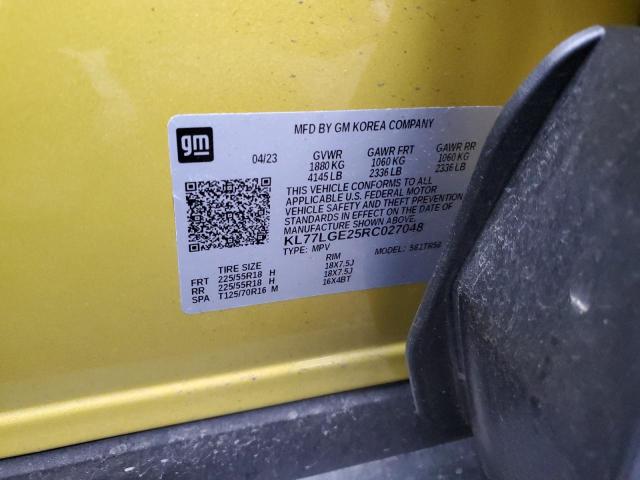 gm
MFD BY GM KOREA COMPANY
04/23 GVWR GAWR FRT GAWR RR
1880 KG 1060 KG 1060 KG
4145 LB 2336 LB 2336 LB
THIS VEHICLE CONFORMS TO ALL
APPLICABLE U.S. FEDERAL MOTOR
VEHICLE SAFETY AND THEFT PREVENTION
STANDARDS IN EFFECT ON THE DATE OF
MANUFACTURE SHOWN ABOVE.
KL77LGE25RC027048
TYPE: MPV MODEL:
TIRE SIZE RIM
FRT 225/55R18 H 18X7.5J
RR 225/55R18 H 18X7.5J
SPA T125/70R16 M 16X4BT